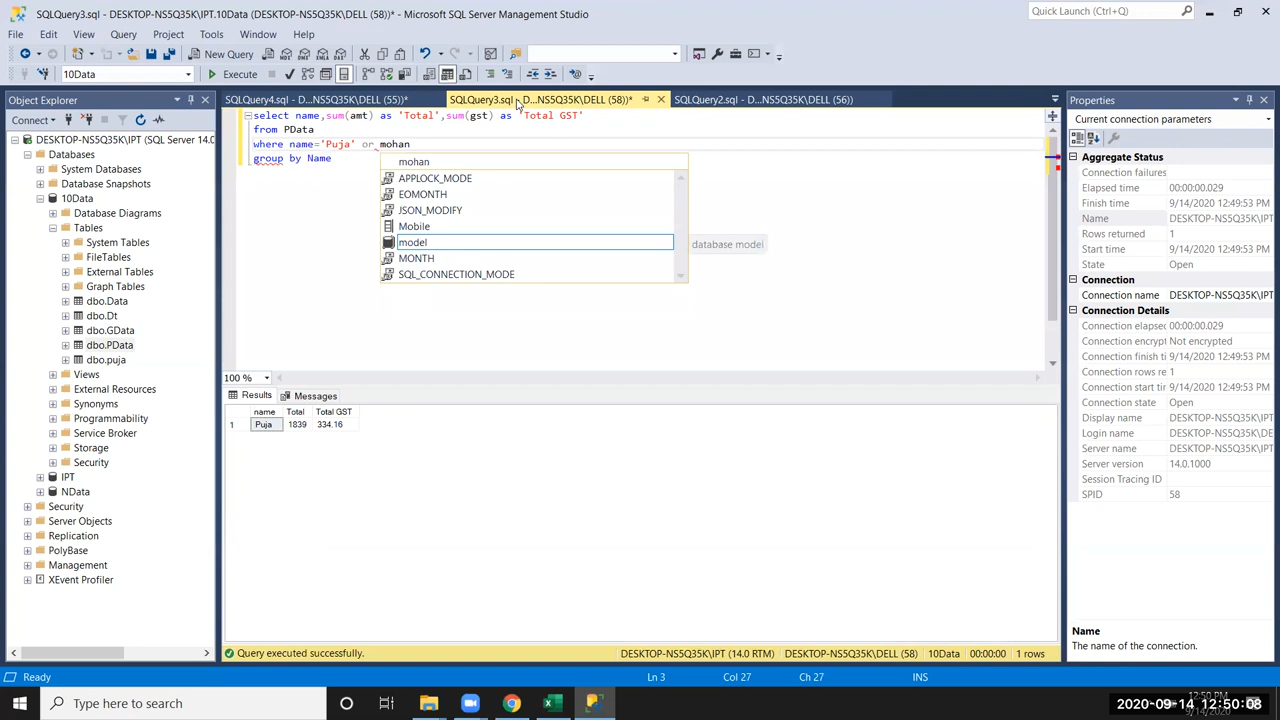 SQLQuery3.sql - DESKTOP-NS5Q35K\IPT.10Data (DESKTOP-NS5Q35K\DELL (58))* - Microsoft SQL Server Management Studio
Quick Launch (Ctrl+Q)
File Edit View Query Project Tools Window Help
New Query
MDX DMX XMLA DAX
10Data
Execute
Object Explorer
SQLQuery4.sql - D...NS5Q35K\DELL (55))*
SQLQuery3.sql - D...NS5Q35K\DELL (58))*
SQLQuery2.sql - D...NS5Q35K\DELL (56))
Properties
Connect
DESKTOP-NS5Q35K\IPT (SQL Server 14.0
Databases
System Databases
Database Snapshots
10Data
Database Diagrams
Tables
System Tables
FileTables
External Tables
Graph Tables
dbo.Data
dbo.Dt
dbo.GData
dbo.PData
dbo.puja
Views
External Resources
Synonyms
Programmability
Service Broker
Storage
Security
IPT
NData
Security
Server Objects
Replication
PolyBase
Management
XEvent Profiler
select name,sum(amt) as 'Total',sum(gst) as 'Total GST'
from PData
where name='Puja' or mohan
group by Name
mohan
APPLOCK_MODE
EOMONTH
JSON_MODIFY
Mobile
model
MONTH
SQL_CONNECTION_MODE
database model
100 %
Results Messages
name Total Total GST
1 Puja 1839 334.16
Query executed successfully.
DESKTOP-NS5Q35K\IPT (14.0 RTM) DESKTOP-NS5Q35K\DELL (58) 10Data 00:00:00 1 rows
Current connection parameters
Aggregate Status
Connection failures
Elapsed time 00:00:00.029
Finish time 9/14/2020 12:49:53 PM
Name DESKTOP-NS5Q35K\IPT
Rows returned 1
Start time 9/14/2020 12:49:53 PM
State Open
Connection
Connection name DESKTOP-NS5Q35K\IPT
Connection Details
Connection elapsed 00:00:00.029
Connection encrypt Not encrypted
Connection finish ti 9/14/2020 12:49:53 PM
Connection rows re 1
Connection start tin 9/14/2020 12:49:53 PM
Connection state Open
Display name DESKTOP-NS5Q35K\IPT
Login name DESKTOP-NS5Q35K\DE
Server name DESKTOP-NS5Q35K\IPT
Server version 14.0.1000
Session Tracing ID
SPID 58
Name
The name of the connection.
Ready Ln 3 Col 27 Ch 27 INS
Type here to search
2020-09-14 12:50:08